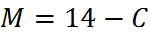 M = 14 − C